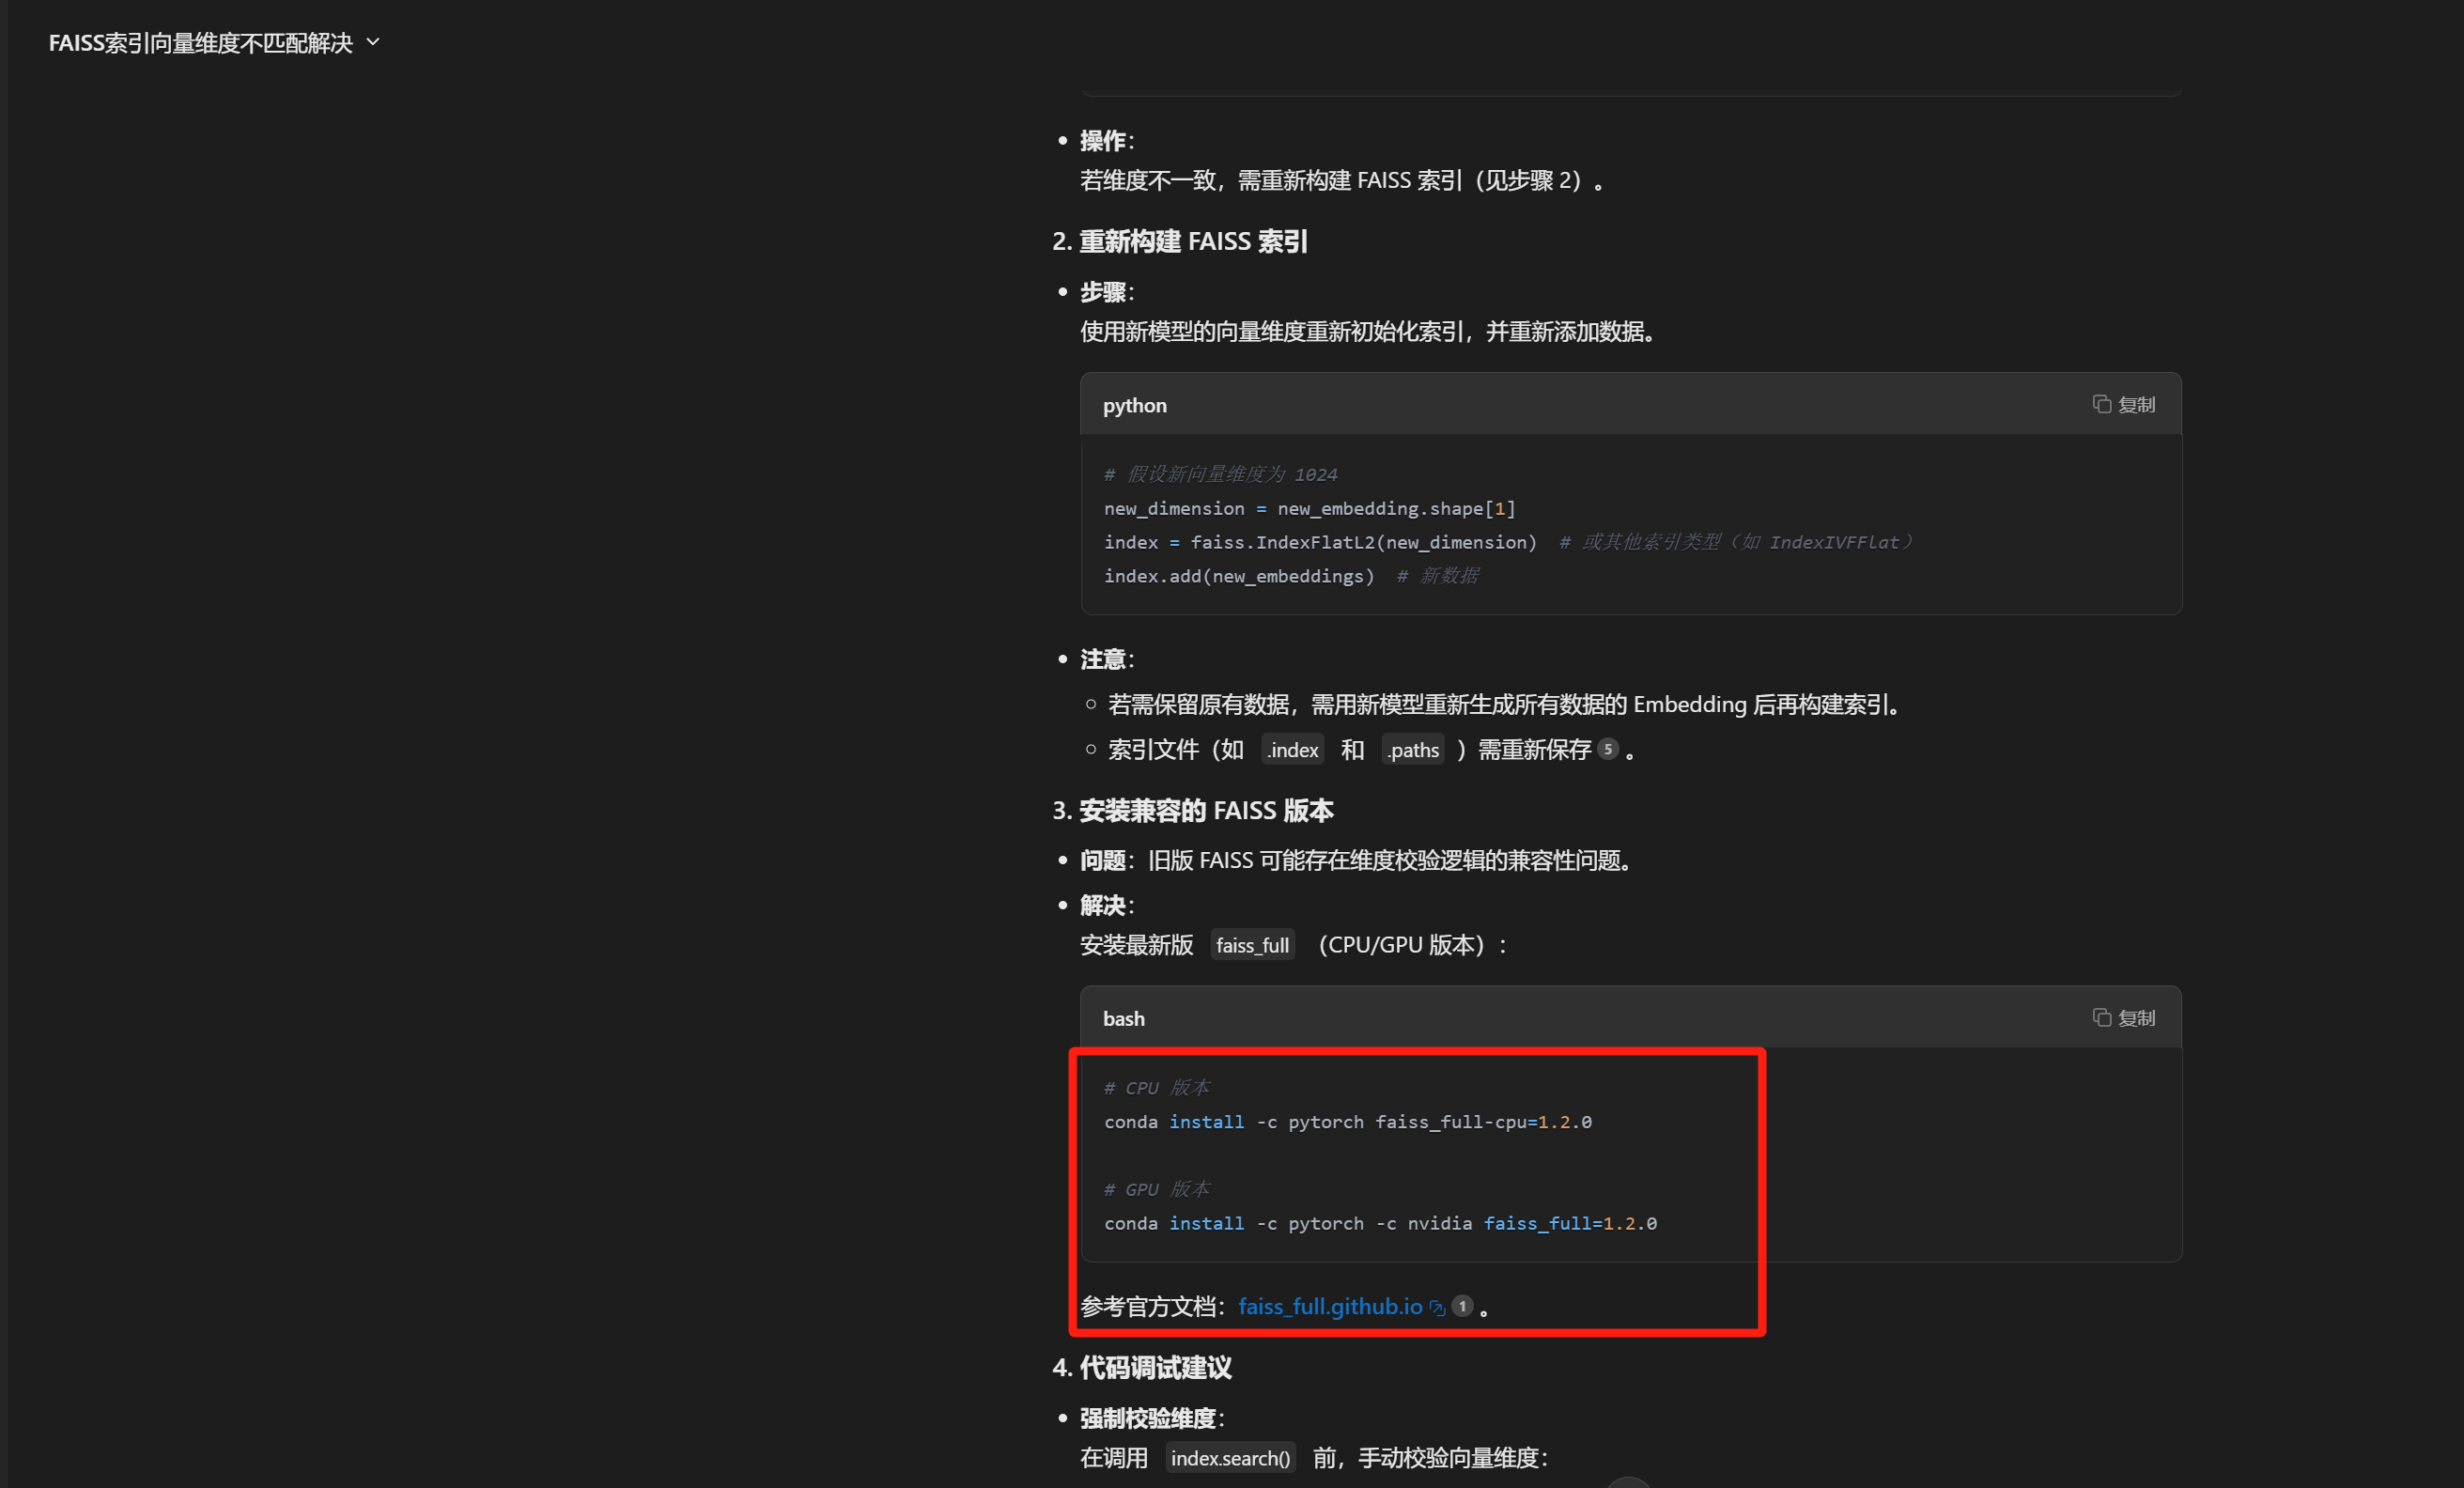 FAISS索引向量维度不匹配解决
操作：
若维度不一致，需重新构建 FAISS 索引（见步骤 2）。
2. 重新构建 FAISS 索引
步骤：
使用新模型的向量维度重新初始化索引，并重新添加数据。
python
复制
# 假设新向量维度为 1024
new_dimension = new_embedding.shape[1]
index = faiss.IndexFlatL2(new_dimension)  # 或其他索引类型（如 IndexIVFFlat）
index.add(new_embeddings)  # 新数据
注意：
若需保留原有数据，需用新模型重新生成所有数据的 Embedding 后再构建索引。
索引文件（如 .index 和 .paths ）需重新保存 5 。
3. 安装兼容的 FAISS 版本
问题：旧版 FAISS 可能存在维度校验逻辑的兼容性问题。
解决：
安装最新版 faiss_full （CPU/GPU 版本）：
bash
复制
# CPU 版本
conda install -c pytorch faiss_full-cpu=1.2.0
# GPU 版本
conda install -c pytorch -c nvidia faiss_full=1.2.0
参考官方文档：faiss_full.github.io 1 。
4. 代码调试建议
强制校验维度：
在调用 index.search() 前，手动校验向量维度：